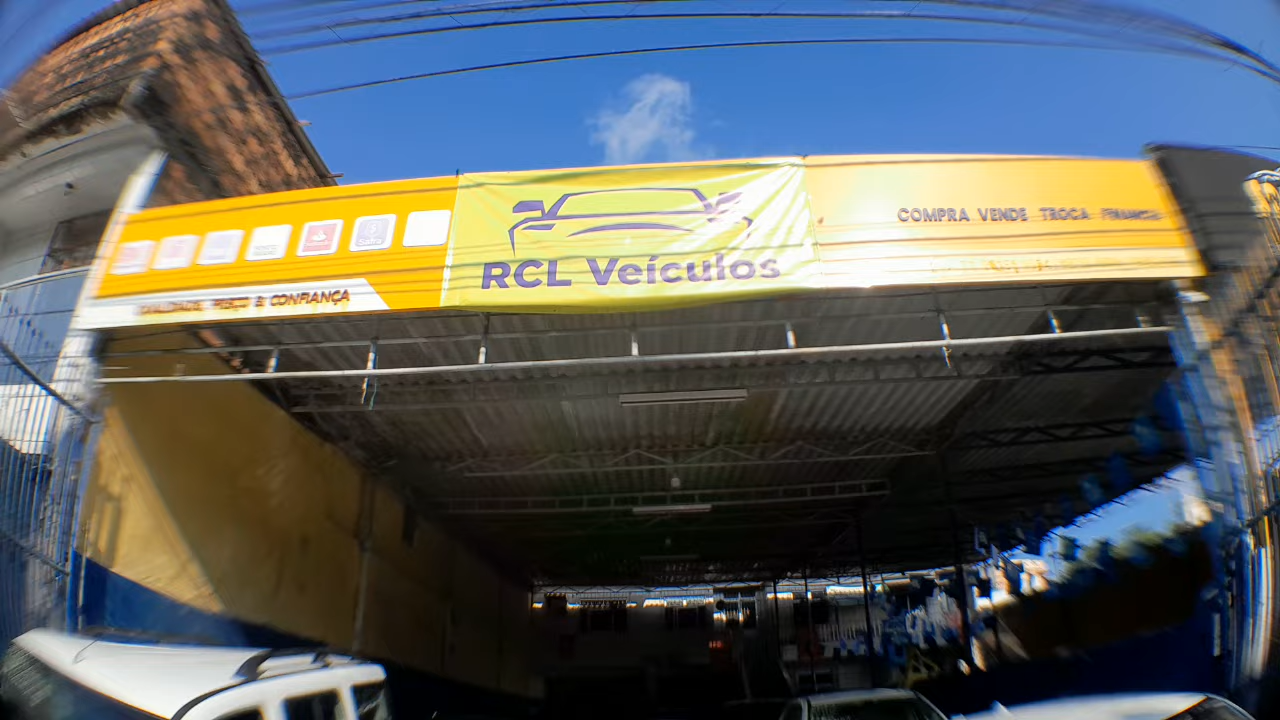 RCL Veículos
COMPRA VENDE TROCA FINANCIA
QUALIDADE PREÇO E CONFIANÇA